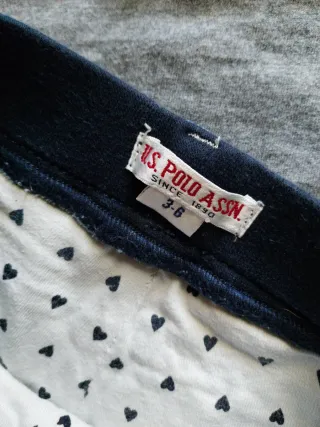 U.S. POLO ASSN.
SINCE 1890
3-6